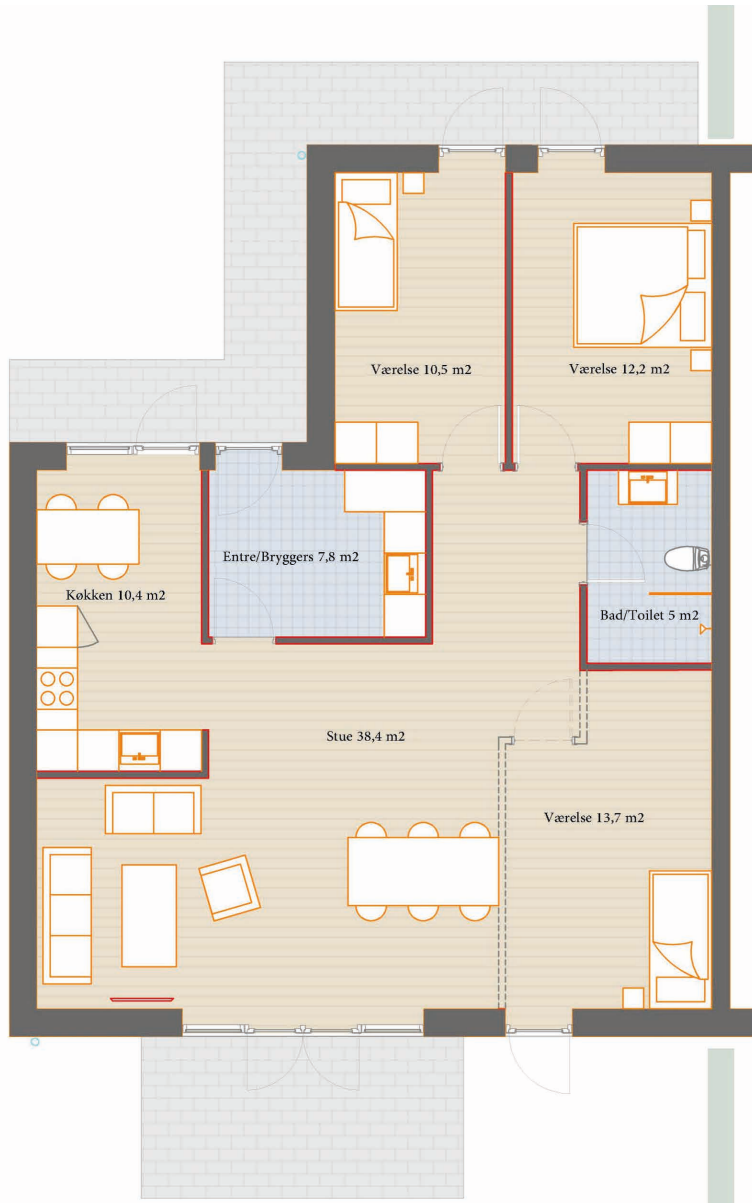 Værelse 10,5 m2
Værelse 12,2 m2
Entre/Bryggers 7,8 m2
Køkken 10,4 m2
Bad/Toilet 5 m2
Stue 38,4 m2
Værelse 13,7 m2